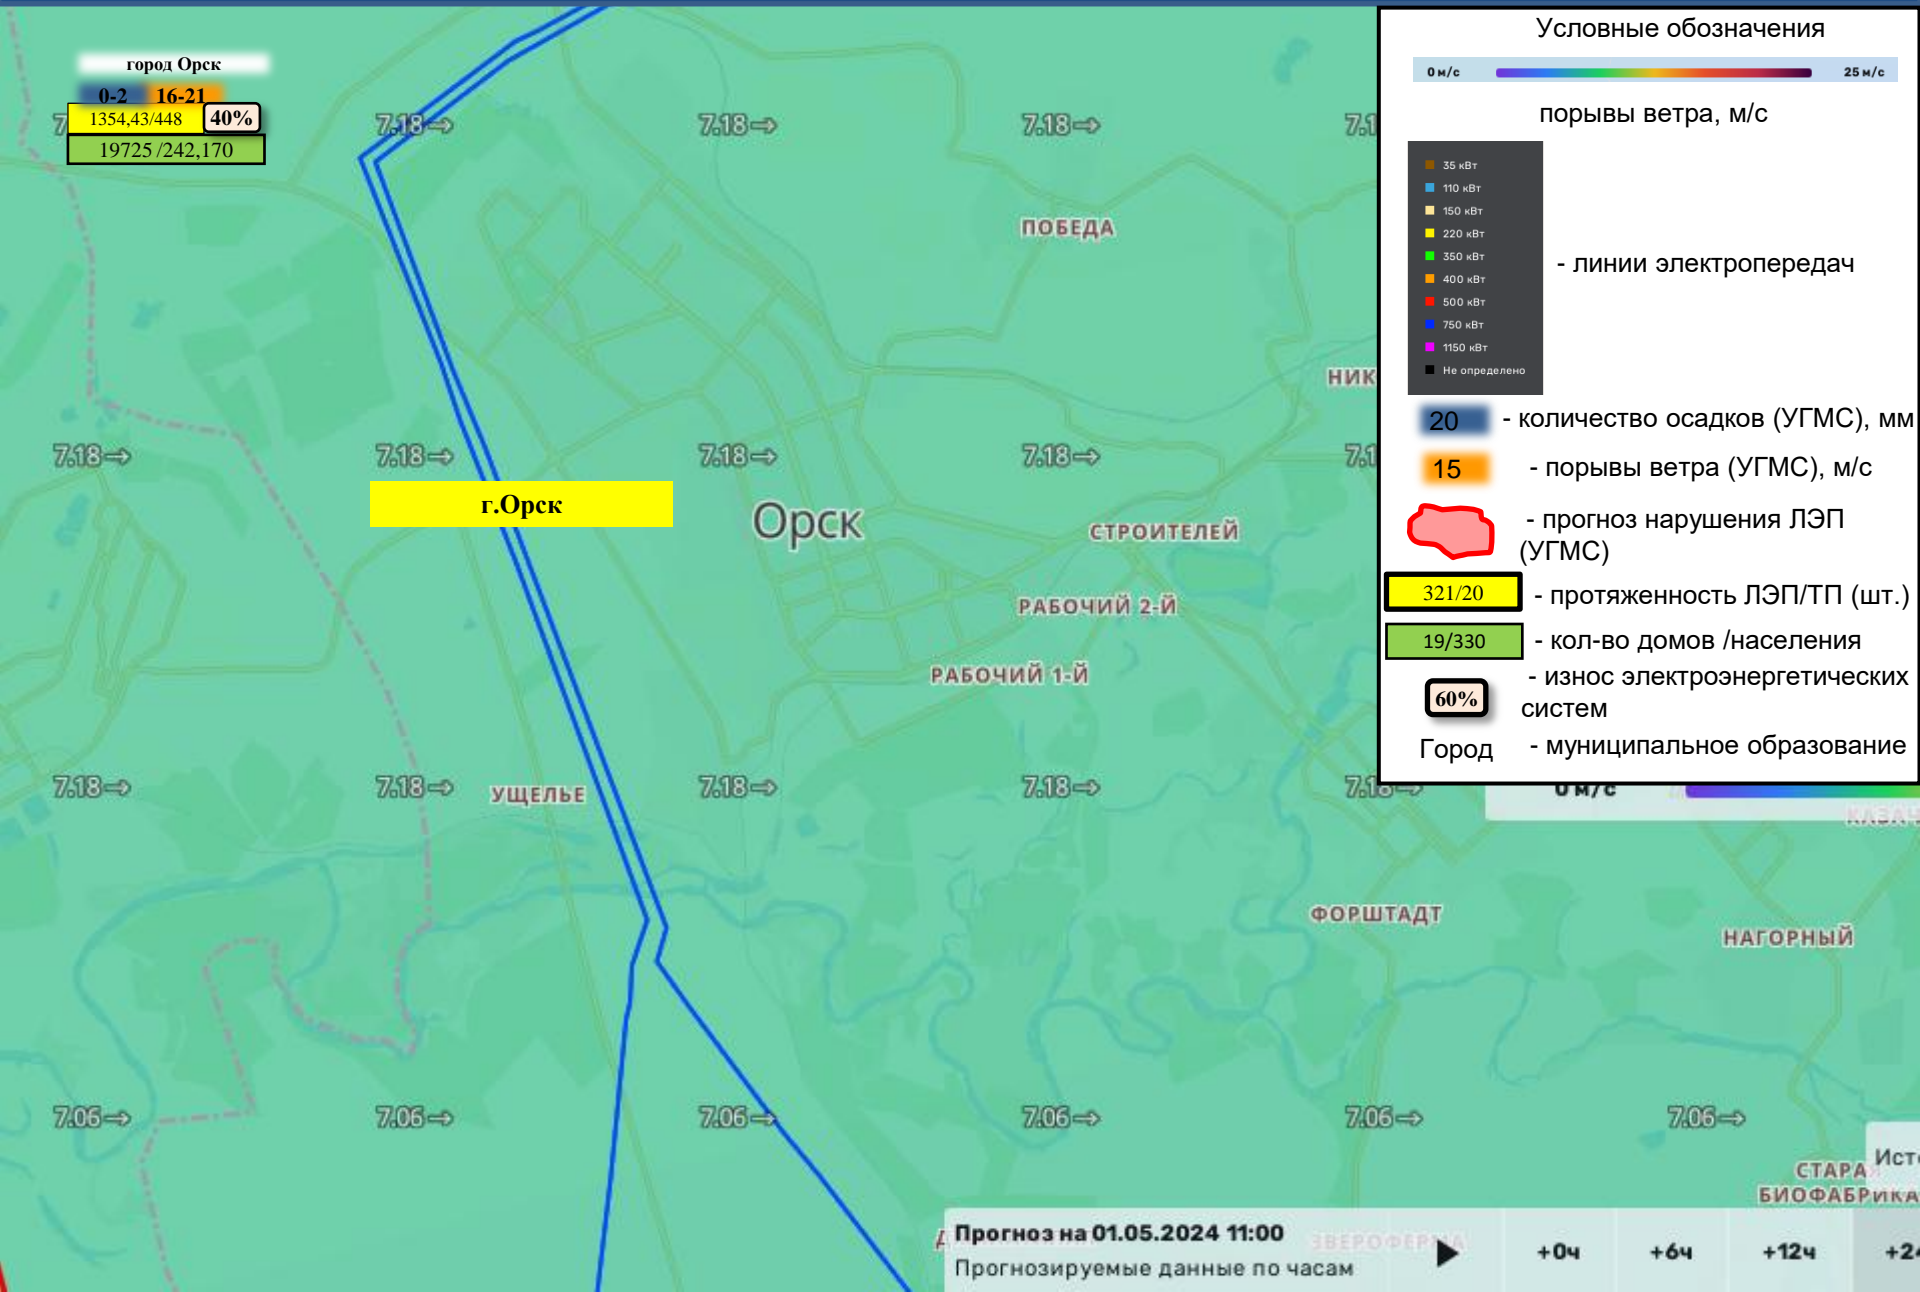 город Орск
0-2 16-21
1354,43/448 40%
19725 /242,170
Условные обозначения
0 м/с 25 м/с
порывы ветра, м/с
35 кВт
110 кВт
150 кВт
220 кВт
350 кВт
400 кВт
500 кВт
750 кВт
1150 кВт
Не определено
- линии электропередач
20 - количество осадков (УГМС), мм
15 - порывы ветра (УГМС), м/с
- прогноз нарушения ЛЭП
(УГМС)
321/20 - протяженность ЛЭП/ТП (шт.)
19/330 - кол-во домов /населения
60% - износ электроэнергетических
систем
Город - муниципальное образование
7.18→ 7.18→ 7.18→
ПОБЕДА
7.18→ 7.18→ 7.18→ 7.18→
г.Орск
Орск
СТРОИТЕЛЕЙ
РАБОЧИЙ 2-Й
РАБОЧИЙ 1-Й
7.18→ 7.18→ 7.18→ 7.18→ 7.18→
УЩЕЛЬЕ
0 м/с
ФОРШТАДТ
НАГОРНЫЙ
7.06→ 7.06→ 7.06→ 7.06→ 7.06→ 7.06→
СТАРАЯ
БИОФАБРИКА
ЗВЕРОФЕРМА
Прогноз на 01.05.2024 11:00
Прогнозируемые данные по часам
+0ч +6ч +12ч